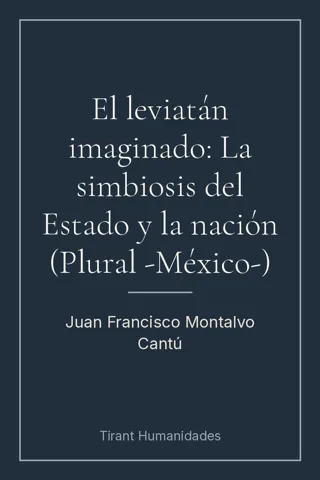 El leviatán
imaginado: La
simbiosis del
Estado y la nación
(Plural -México-)
Juan Francisco Montalvo
Cantú
Tirant Humanidades